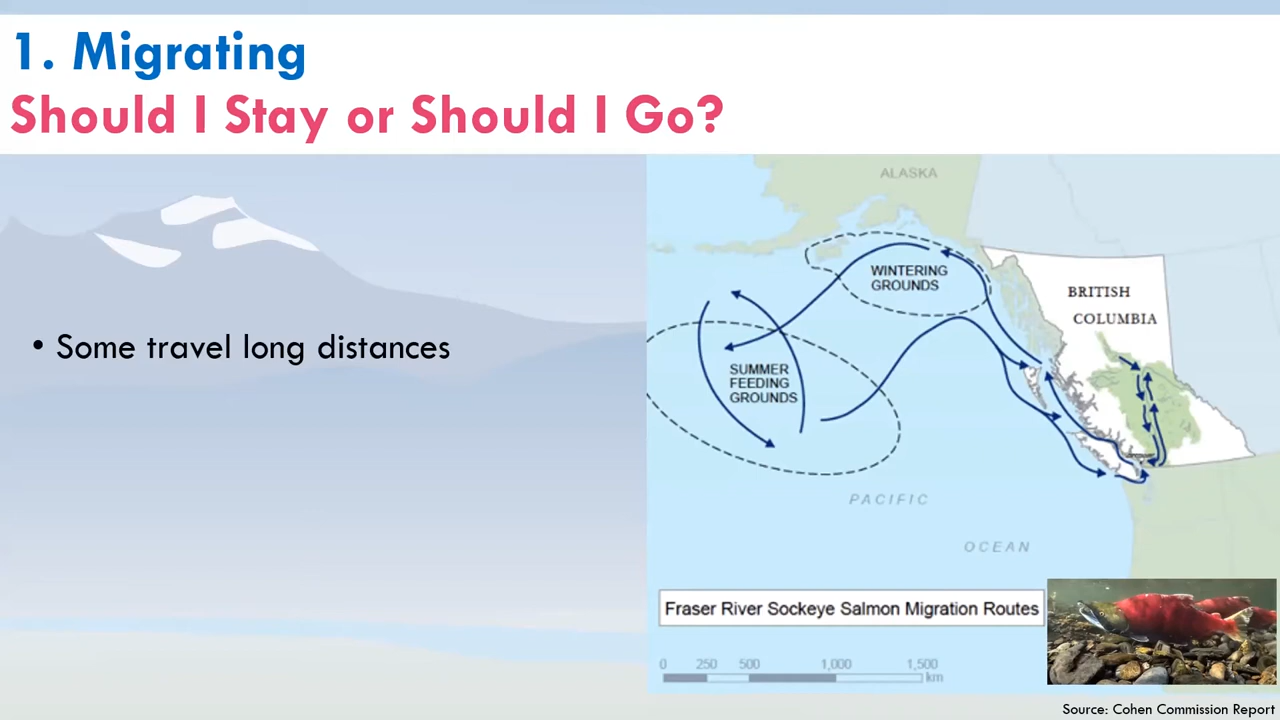 1. Migrating
Should I Stay or Should I Go?
• Some travel long distances
ALASKA
WINTERING
GROUNDS
BRITISH
COLUMBIA
SUMMER
FEEDING
GROUNDS
PACIFIC
OCEAN
Fraser River Sockeye Salmon Migration Routes
0 250 500 1,000 1,500
km
Source: Cohen Commission Report